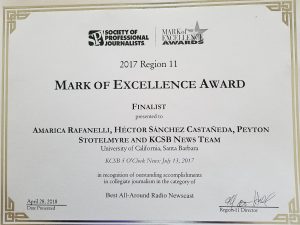 SOCIETY OF
PROFESSIONAL
JOURNALISTS
MARK OF
EXCELLENCE
AWARDS
2017 Region 11
MARK OF EXCELLENCE AWARD
FINALIST
presented to
AMARICA RAFANELLI, HÉCTOR SÁNCHEZ CASTAÑEDA, PEYTON
STOTELMYRE AND KCSB NEWS TEAM
University of California, Santa Barbara
KCSB 5 O'Clock News: July 13, 2017
in recognition of outstanding accomplishments
in collegiate journalism in the category of
Best All-Around Radio Newscast
April 28, 2018
Date Presented
Region 11 Director